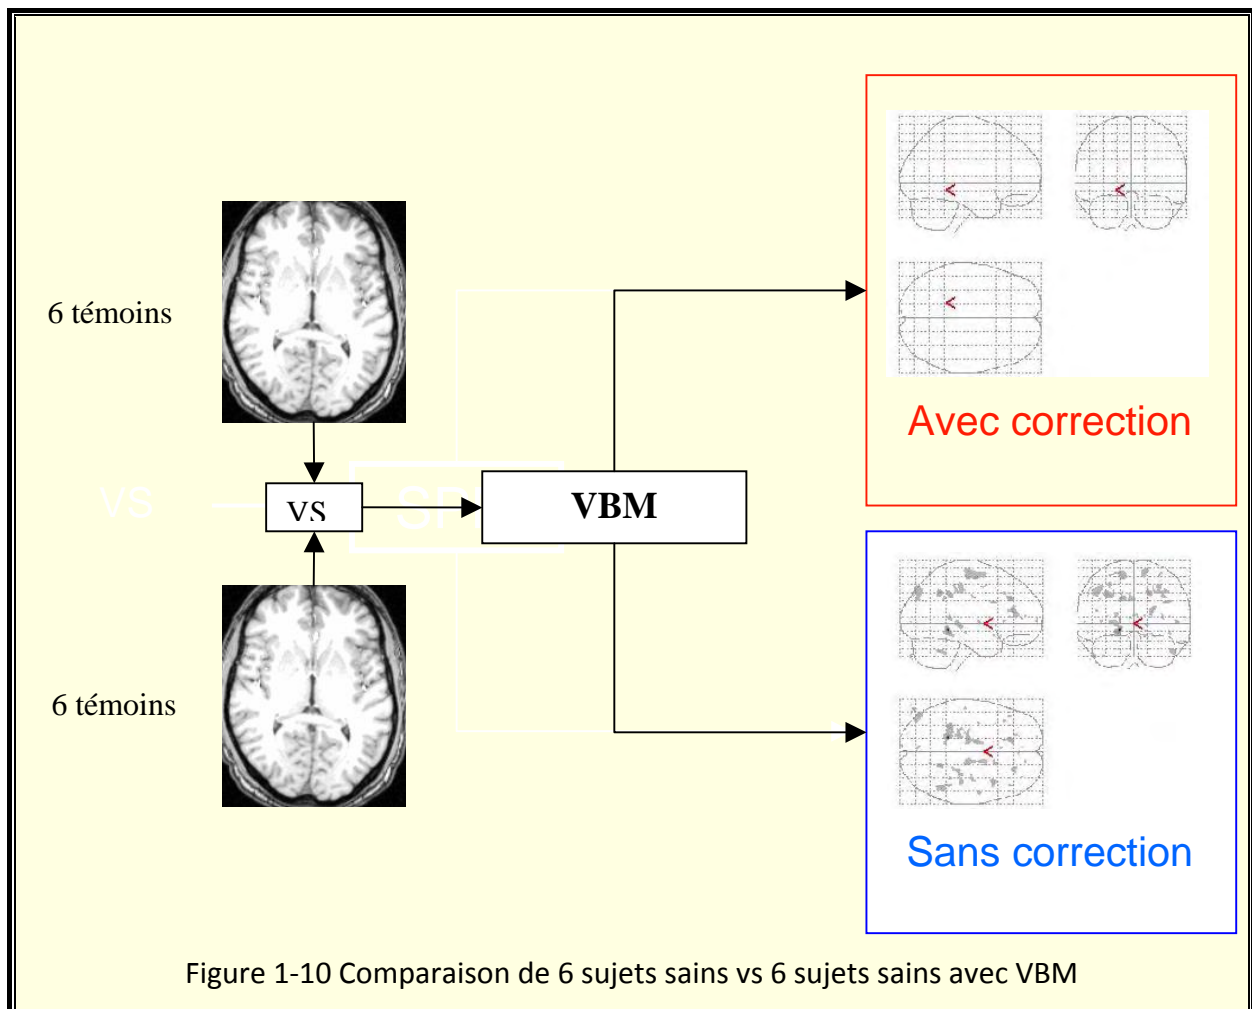 6 témoins
VS
VBM
6 témoins
Avec correction
Sans correction
Figure 1-10 Comparaison de 6 sujets sains vs 6 sujets sains avec VBM